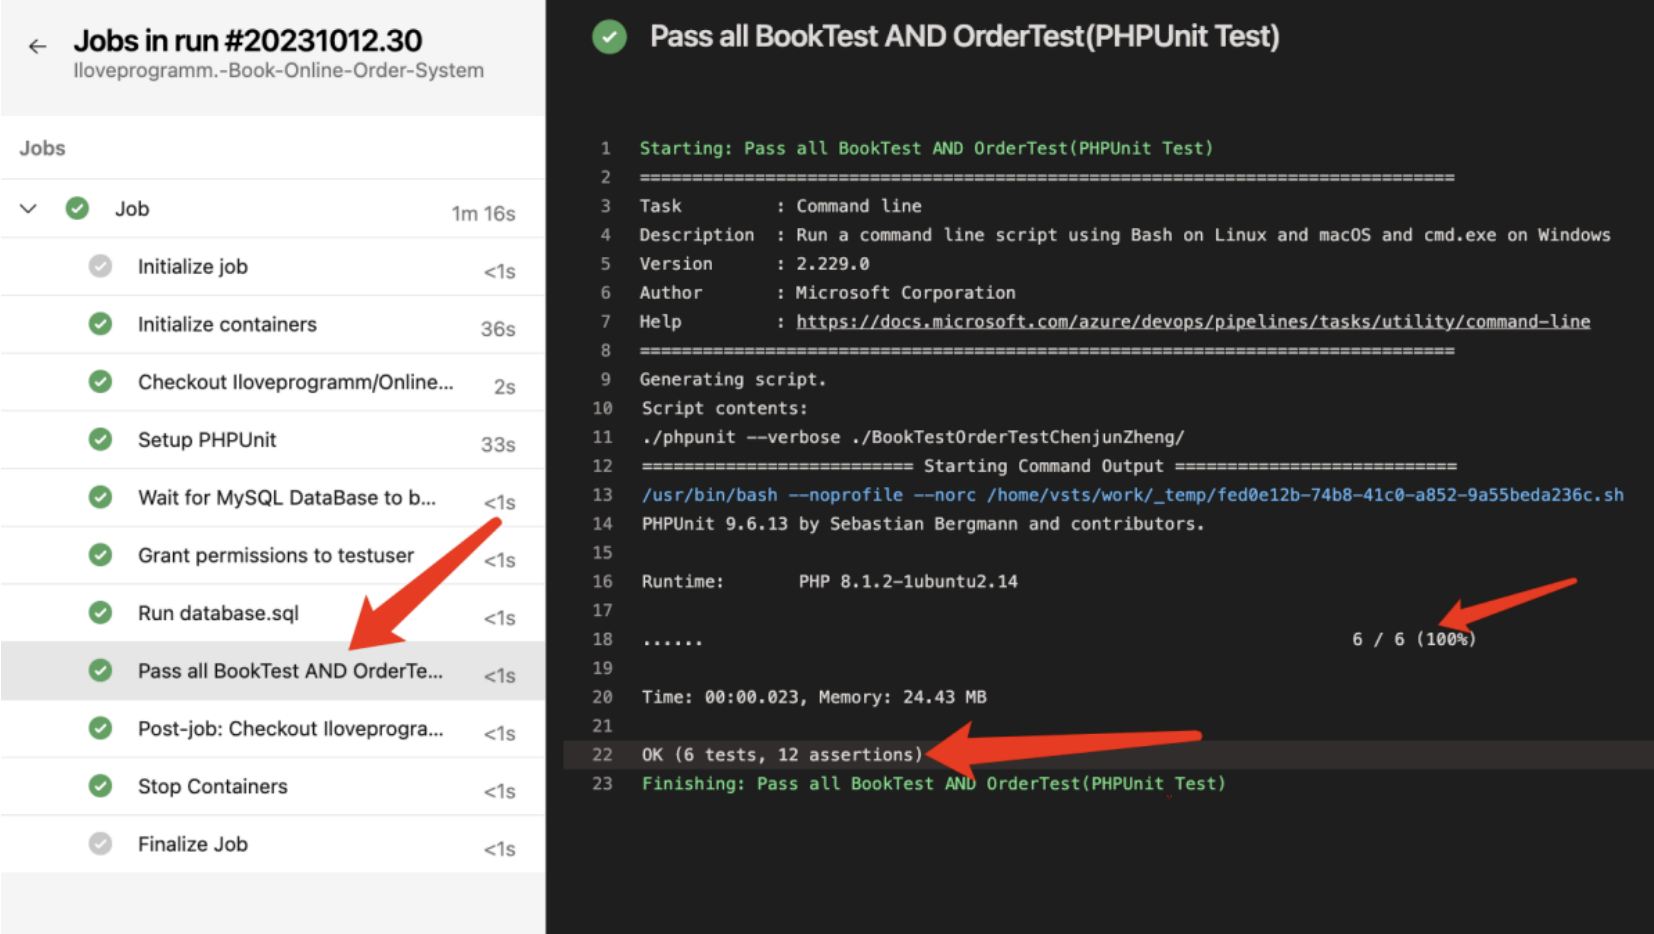 Jobs in run #20231012.30
Iloveprogramm.-Book-Online-Order-System
Jobs
Job 1m 16s
Initialize job <1s
Initialize containers 36s
Checkout Iloveprogramm/Online... 2s
Setup PHPUnit 33s
Wait for MySQL DataBase to b... <1s
Grant permissions to testuser <1s
Run database.sql <1s
Pass all BookTest AND OrderTe... <1s
Post-job: Checkout Iloveprogra... <1s
Stop Containers <1s
Finalize Job <1s
Pass all BookTest AND OrderTest(PHPUnit Test)
1 Starting: Pass all BookTest AND OrderTest(PHPUnit Test)
2 ==============================================================================
3 Task : Command line
4 Description : Run a command line script using Bash on Linux and macOS and cmd.exe on Windows
5 Version : 2.229.0
6 Author : Microsoft Corporation
7 Help : https://docs.microsoft.com/azure/devops/pipelines/tasks/utility/command-line
8 ==============================================================================
9 Generating script.
10 Script contents:
11 ./phpunit --verbose ./BookTestOrderTestChenjunZheng/
12 ========================== Starting Command Output ===========================
13 /usr/bin/bash --noprofile --norc /home/vsts/work/_temp/fed0e12b-74b8-41c0-a852-9a55beda236c.sh
14 PHPUnit 9.6.13 by Sebastian Bergmann and contributors.
15
16 Runtime: PHP 8.1.2-1ubuntu2.14
17
18 ...... 6 / 6 (100%)
19
20 Time: 00:00.023, Memory: 24.43 MB
21
22 OK (6 tests, 12 assertions)
23 Finishing: Pass all BookTest AND OrderTest(PHPUnit Test)